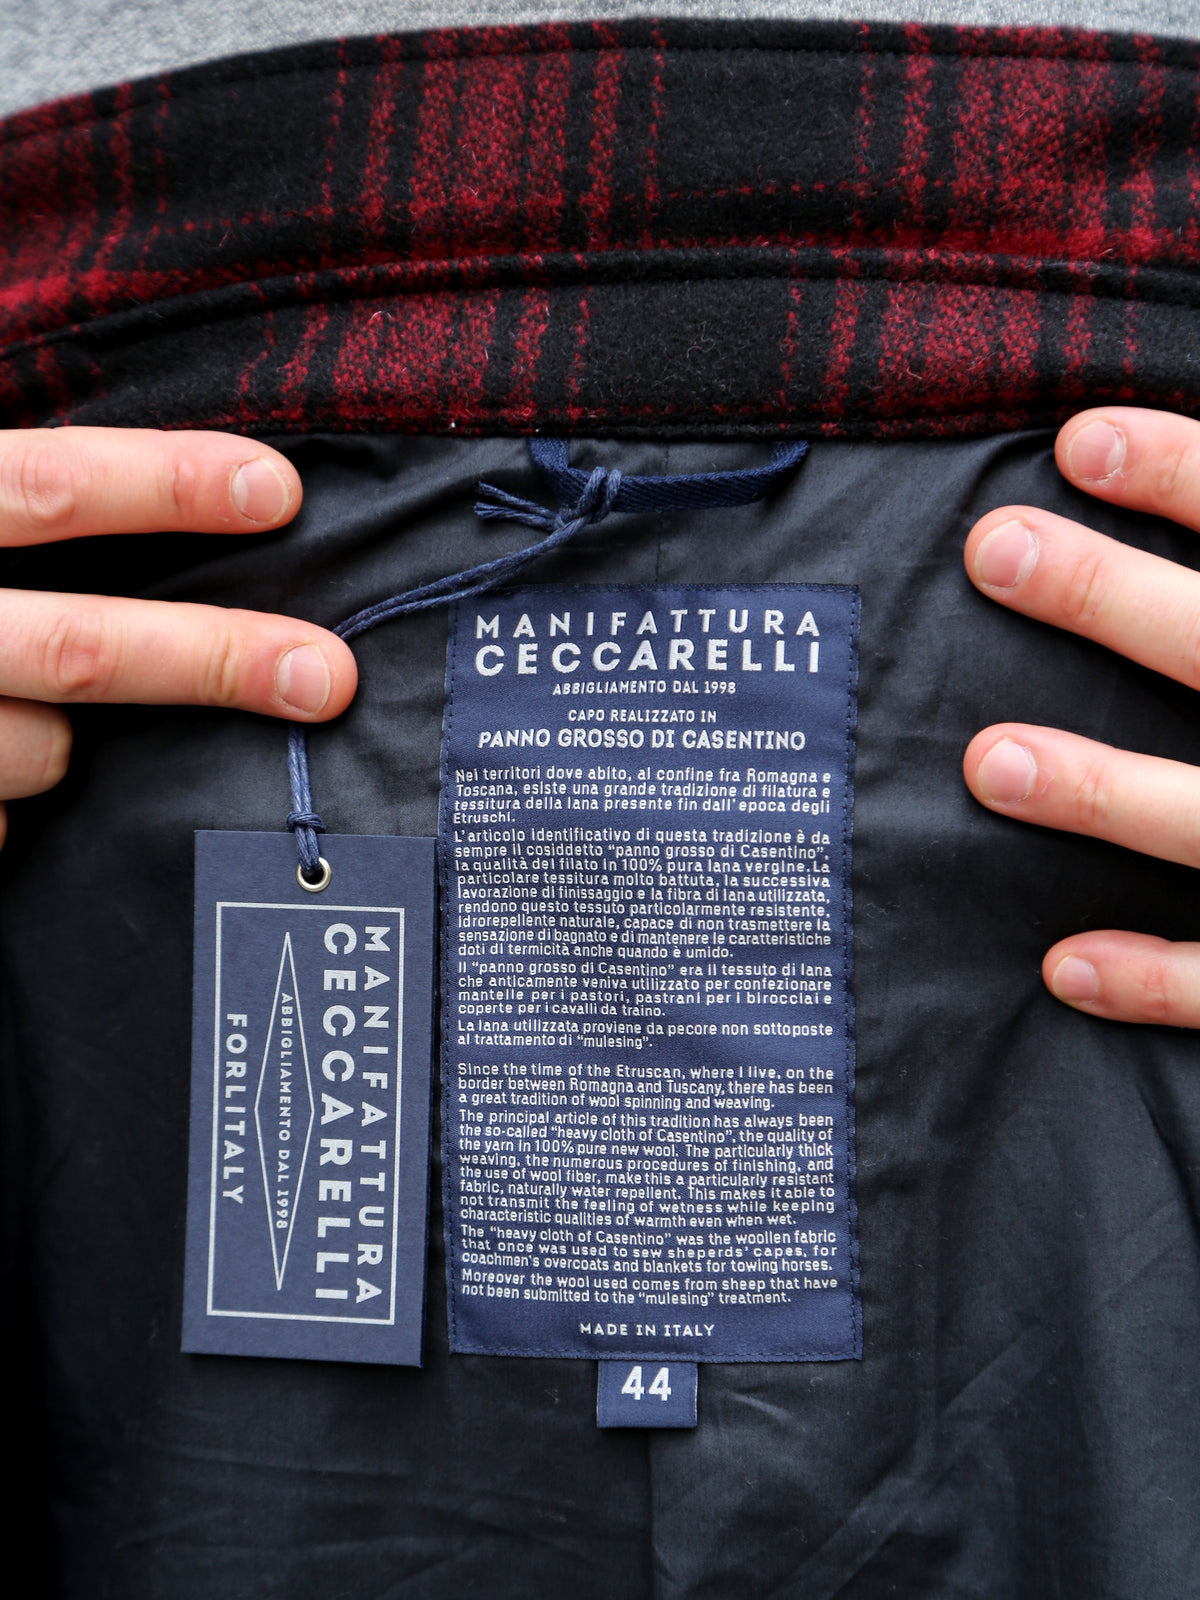 MANIFATTURA
CECCARELLI
ABBIGLIAMENTO DAL 1998
CAPO REALIZZATO IN
PANNO GROSSO DI CASENTINO
Nei territori dove abito, al confine fra Romagna e
Toscana, esiste una grande tradizione di filatura e
tessitura della lana presente fin dall'epoca degli
Etruschi.
L'articolo identificativo di questa tradizione è da
sempre il cosiddetto "panno grosso di Casentino",
la qualità del filato in 100% pura lana vergine. La
particolare tessitura molto battuta, la successiva
lavorazione di finissaggio e la fibra di lana utilizzata,
rendono questo tessuto particolarmente resistente,
idrorepellente naturale, capace di non trasmettere la
sensazione di bagnato e di mantenere le caratteristiche
doti di termicità anche quando è umido.
Il "panno grosso di Casentino" era il tessuto di lana
che anticamente veniva utilizzato per confezionare
mantelle per i pastori, pastrani per i birocciai e
coperte per i cavalli da traino.
La lana utilizzata proviene da pecore non sottoposte
al trattamento di "mulesing".
Since the time of the Etruscan, where I live, on the
border between Romagna and Tuscany, there has been
a great tradition of wool spinning and weaving.
The principal article of this tradition has always been
the so-called "heavy cloth of Casentino", the quality of
the yarn in 100% pure new wool. The particularly thick
weaving, the numerous procedures of finishing, and
the use of wool fiber, make this a particularly resistant
fabric, naturally water repellent. This makes it able to
not transmit the feeling of wetness while keeping
characteristic qualities of warmth even when wet.
The "heavy cloth of Casentino" was the woollen fabric
that once was used to sew sheperds' capes, for
coachmen's overcoats and blankets for towing horses.
Moreover the wool used comes from sheep that have
not been submitted to the "mulesing" treatment.
MADE IN ITALY
44
MANIFATTURA
CECCARELLI
ABBIGLIAMENTO DAL 1998
FORLITALY